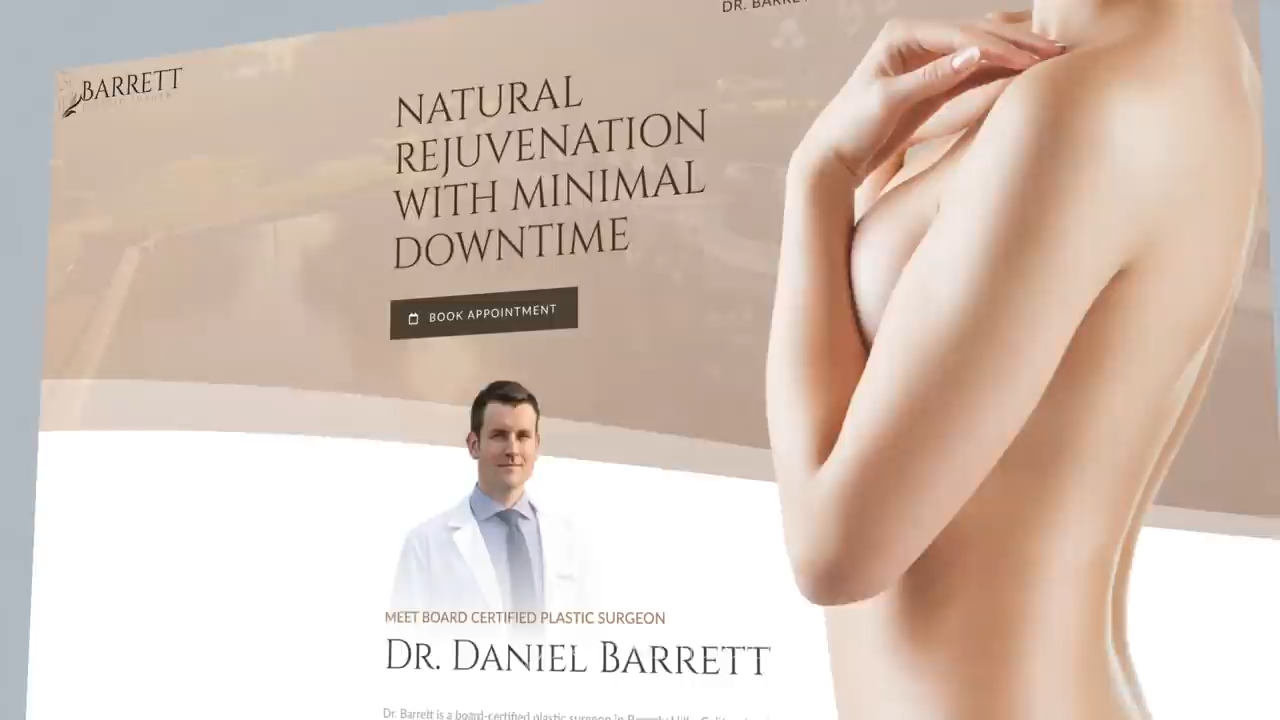 DR. BARRETT
BARRETT
NATURAL
REJUVENATION
WITH MINIMAL
DOWNTIME
BOOK APPOINTMENT
MEET BOARD CERTIFIED PLASTIC SURGEON
DR. DANIEL BARRETT
Dr. Barrett is a board-certified plastic surgeon in